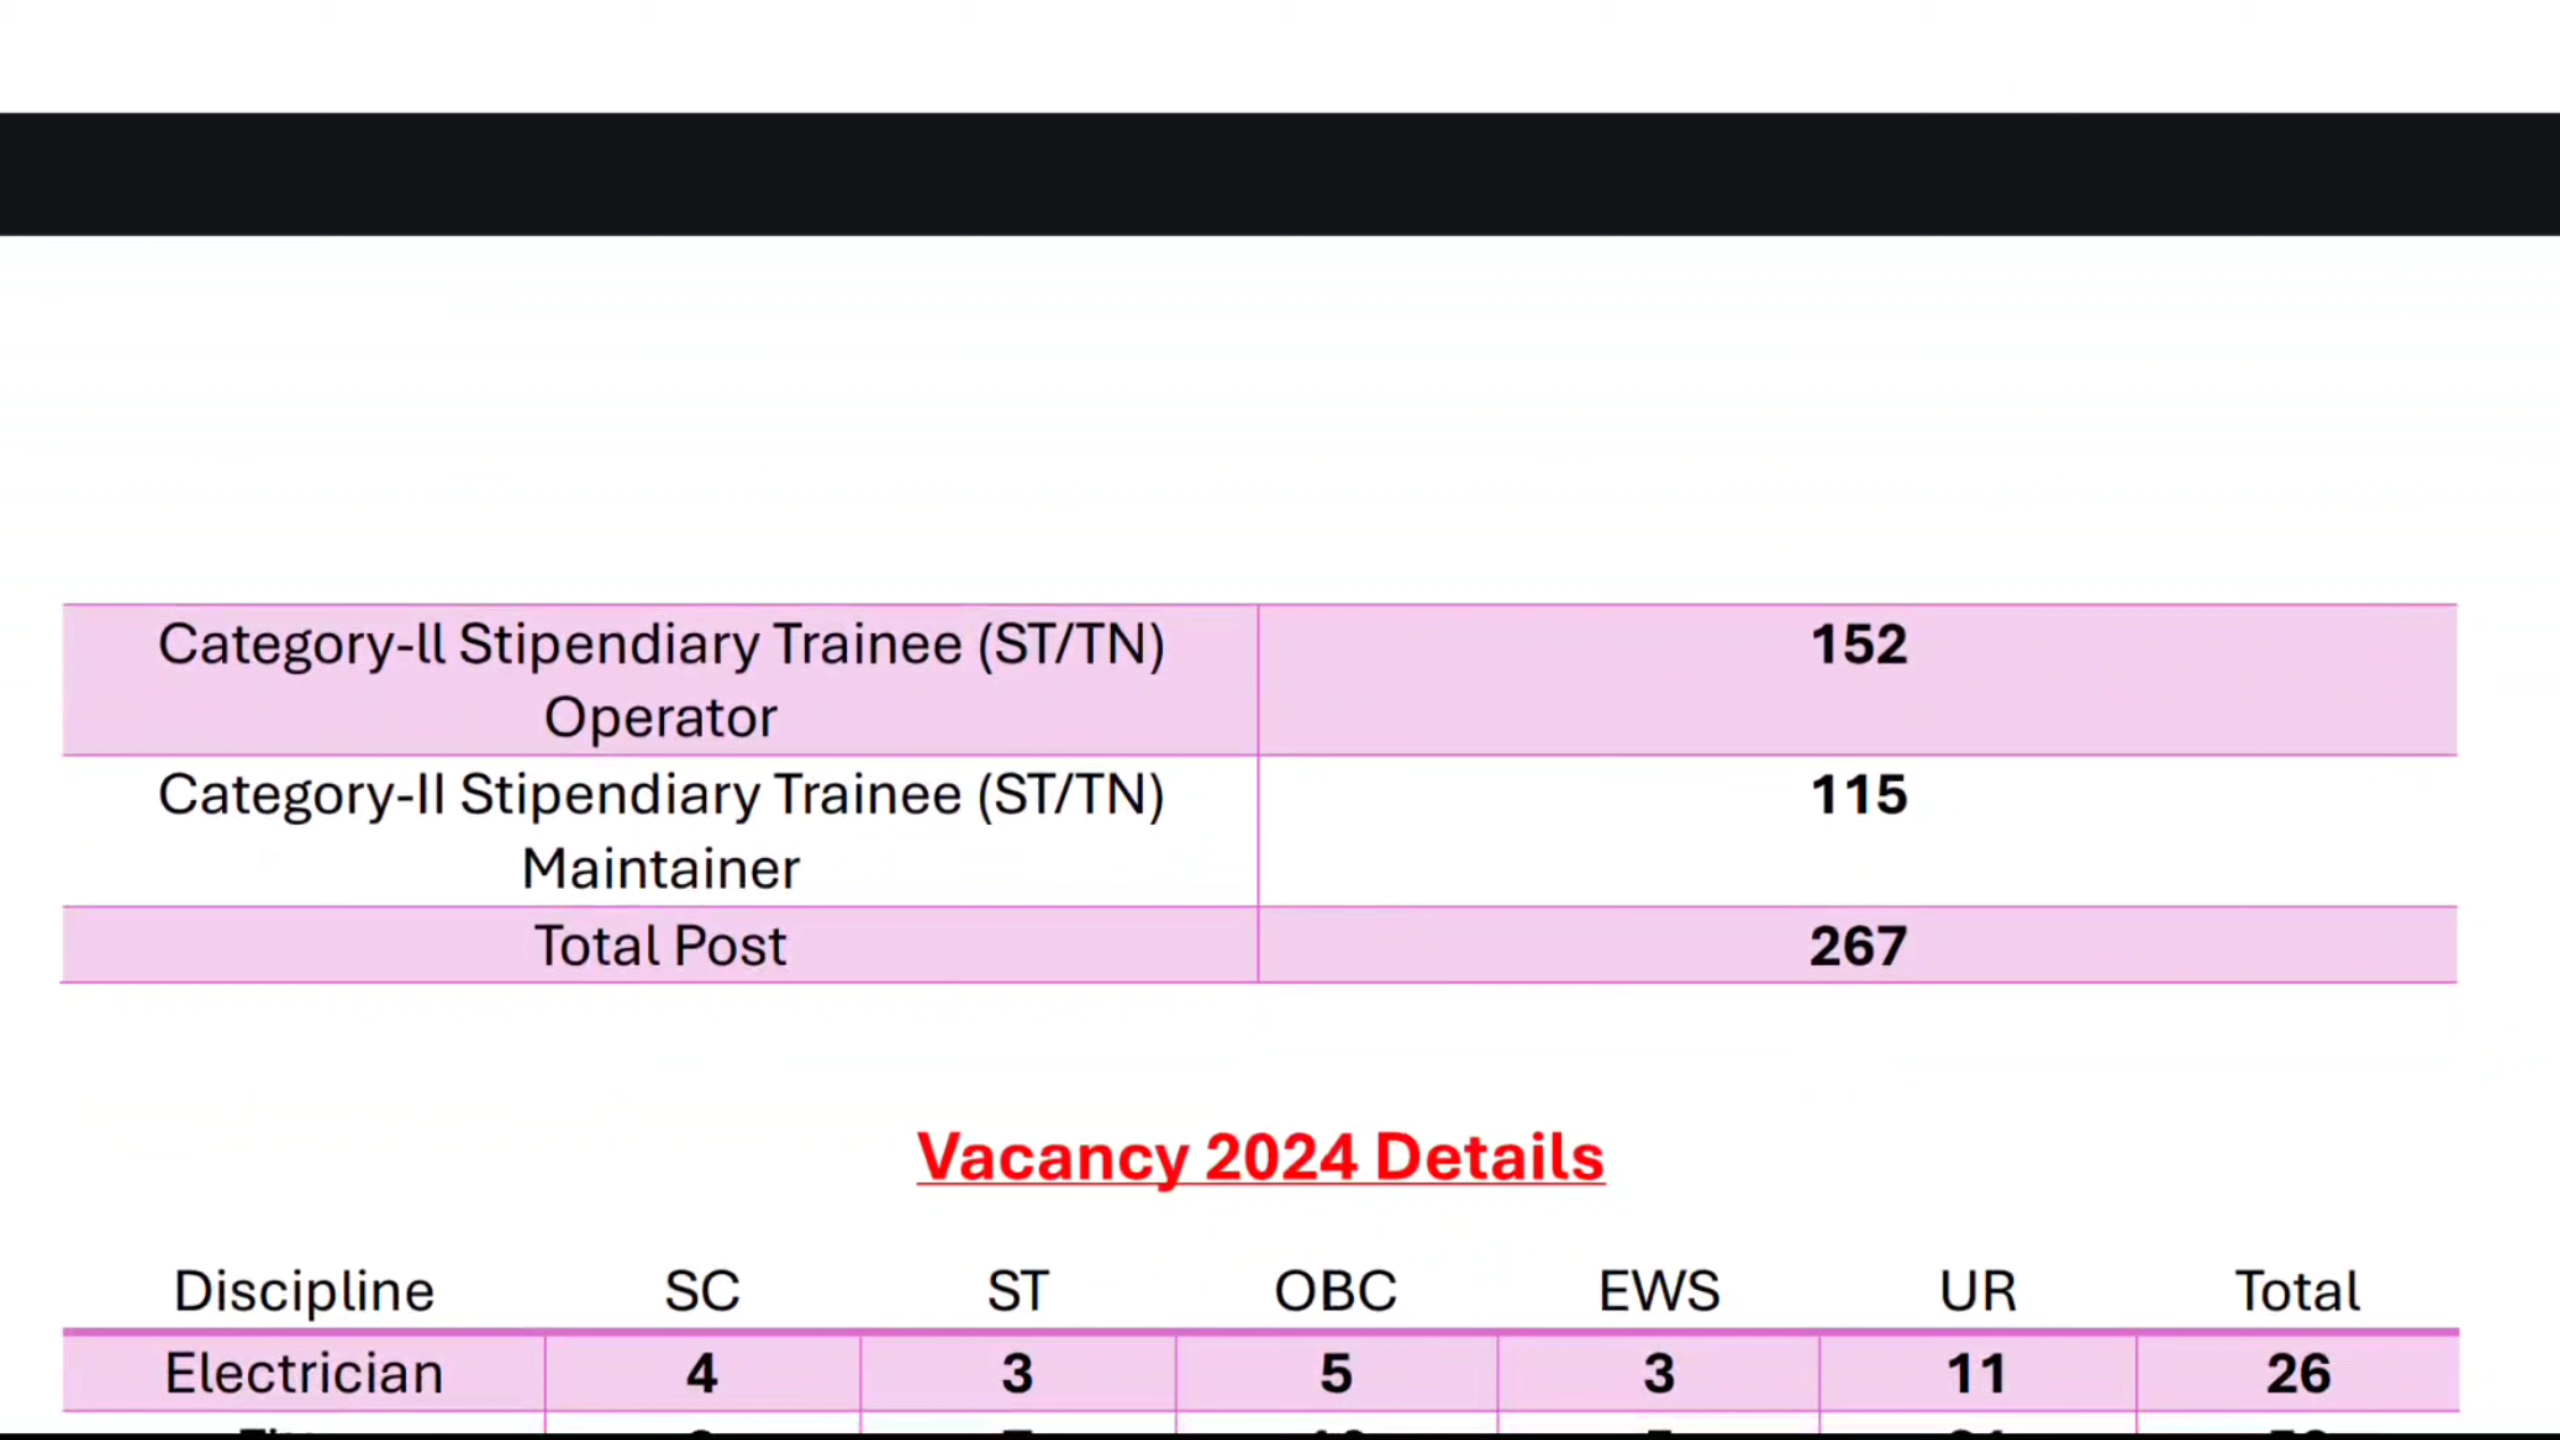 Category-ll Stipendiary Trainee (ST/TN) 152
Operator
Category-II Stipendiary Trainee (ST/TN) 115
Maintainer
Total Post 267
Vacancy 2024 Details
Discipline SC ST OBC EWS UR Total
Electrician 4 3 5 3 11 26